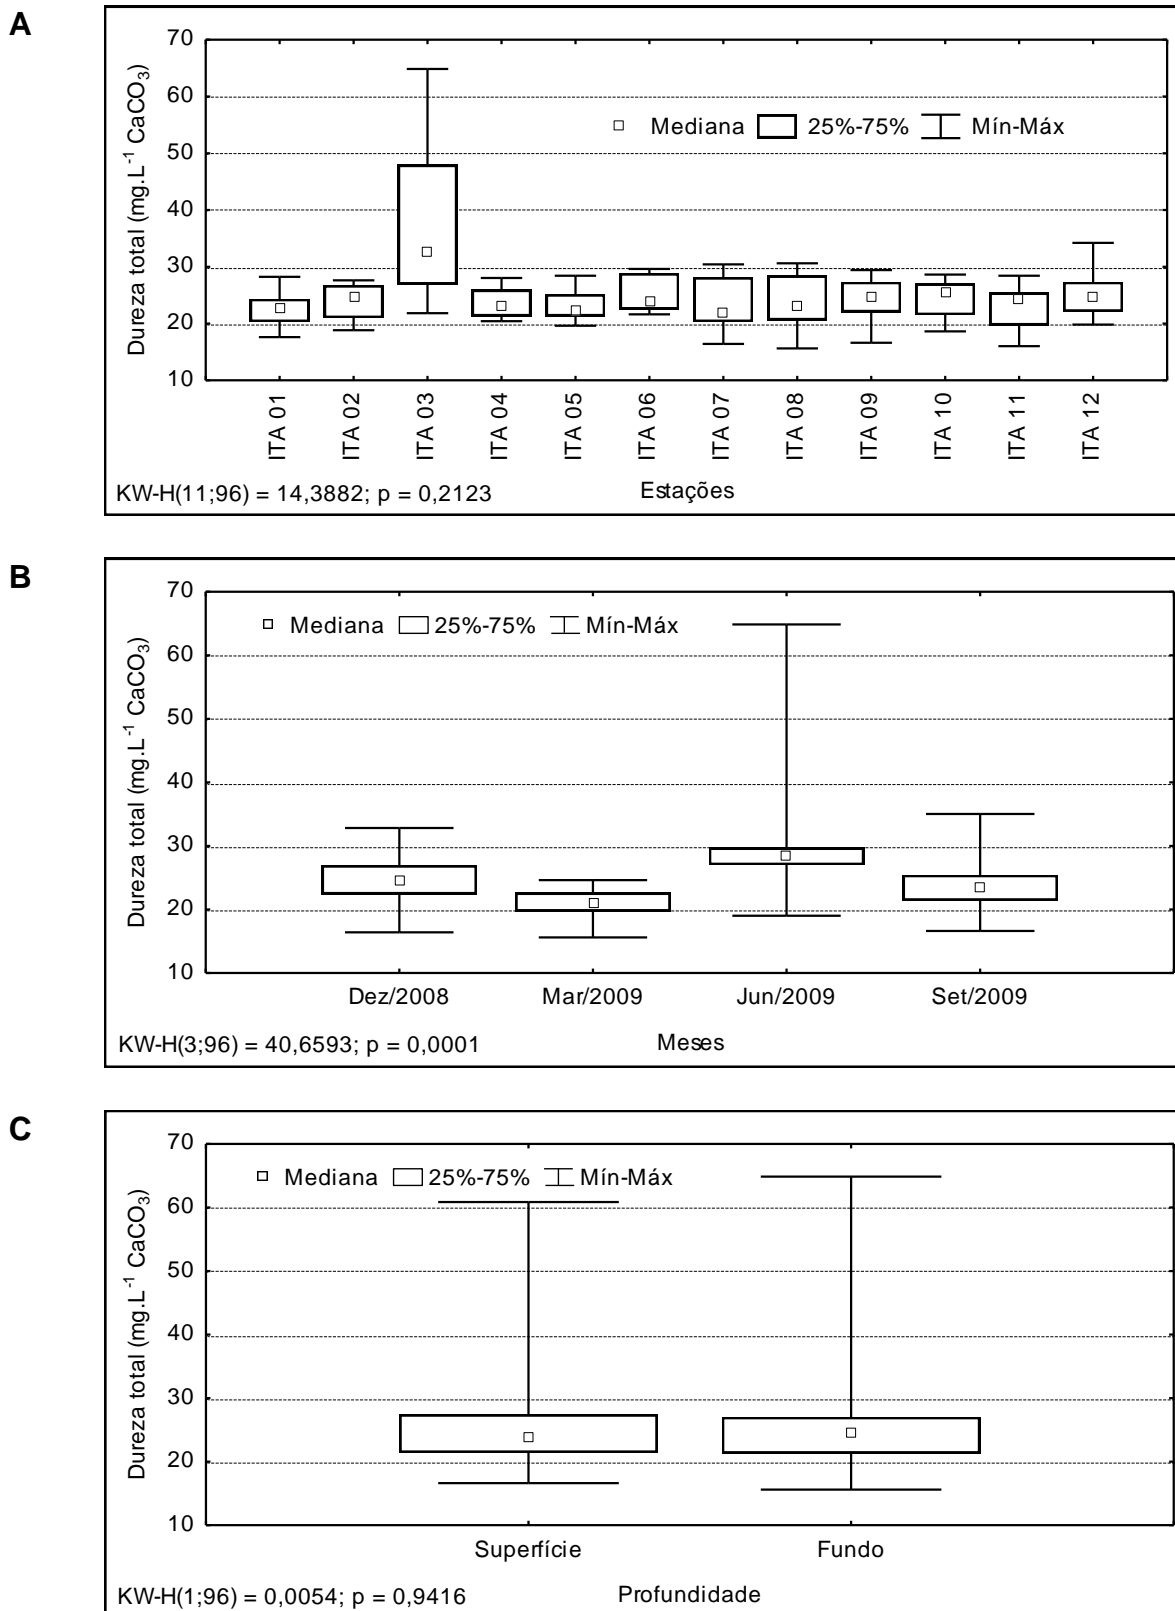 A
Dureza total (mg.L⁻¹ CaCO₃)
70
60
50
40
30
20
10
Mediana 25%-75% Mín-Máx
ITA 01 ITA 02 ITA 03 ITA 04 ITA 05 ITA 06 ITA 07 ITA 08 ITA 09 ITA 10 ITA 11 ITA 12
KW-H(11;96) = 14,3882; p = 0,2123 Estações
B
Dureza total (mg.L⁻¹ CaCO₃)
70
60
50
40
30
20
10
Mediana 25%-75% Mín-Máx
Dez/2008 Mar/2009 Jun/2009 Set/2009
KW-H(3;96) = 40,6593; p = 0,0001 Meses
C
Dureza total (mg.L⁻¹ CaCO₃)
70
60
50
40
30
20
10
Mediana 25%-75% Mín-Máx
Superfície Fundo
KW-H(1;96) = 0,0054; p = 0,9416 Profundidade